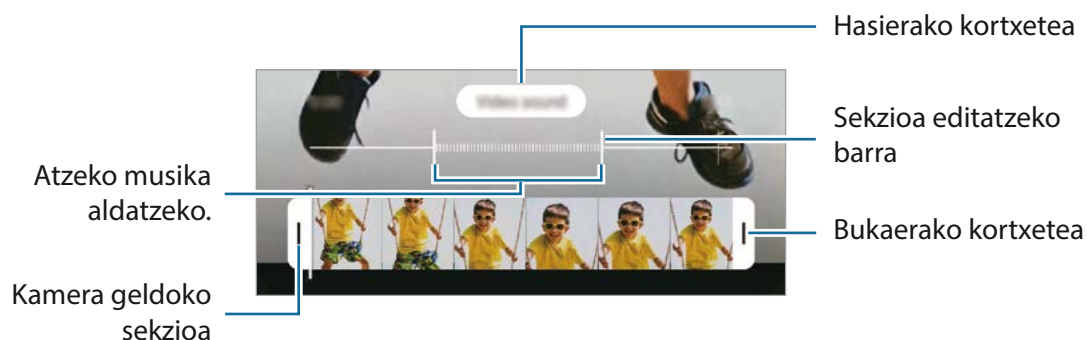 Hasierako kortxetea
Video sound
Sekzioa editatzeko
barra
Atzeko musika
aldatzeko.
Bukaerako kortxetea
Kamera geldoko
sekzioa